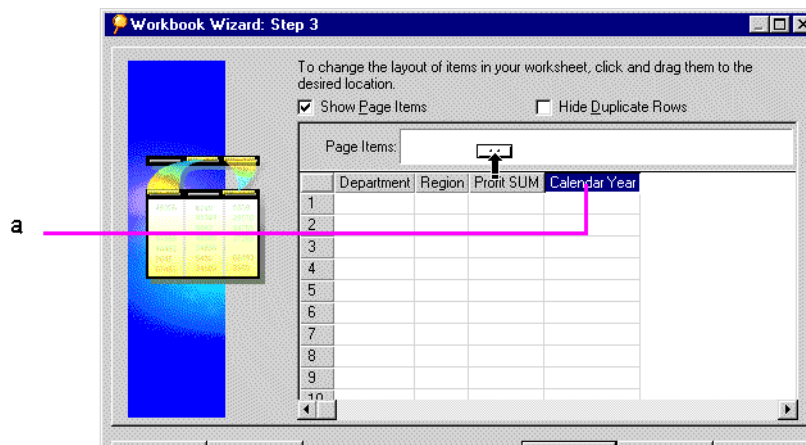 Workbook Wizard: Step 3
To change the layout of items in your worksheet, click and drag them to the
desired location.
Show Page Items
Hide Duplicate Rows
Page Items:
Department Region Profit SUM Calendar Year
1
a
2
3
4
5
6
7
8
9
10